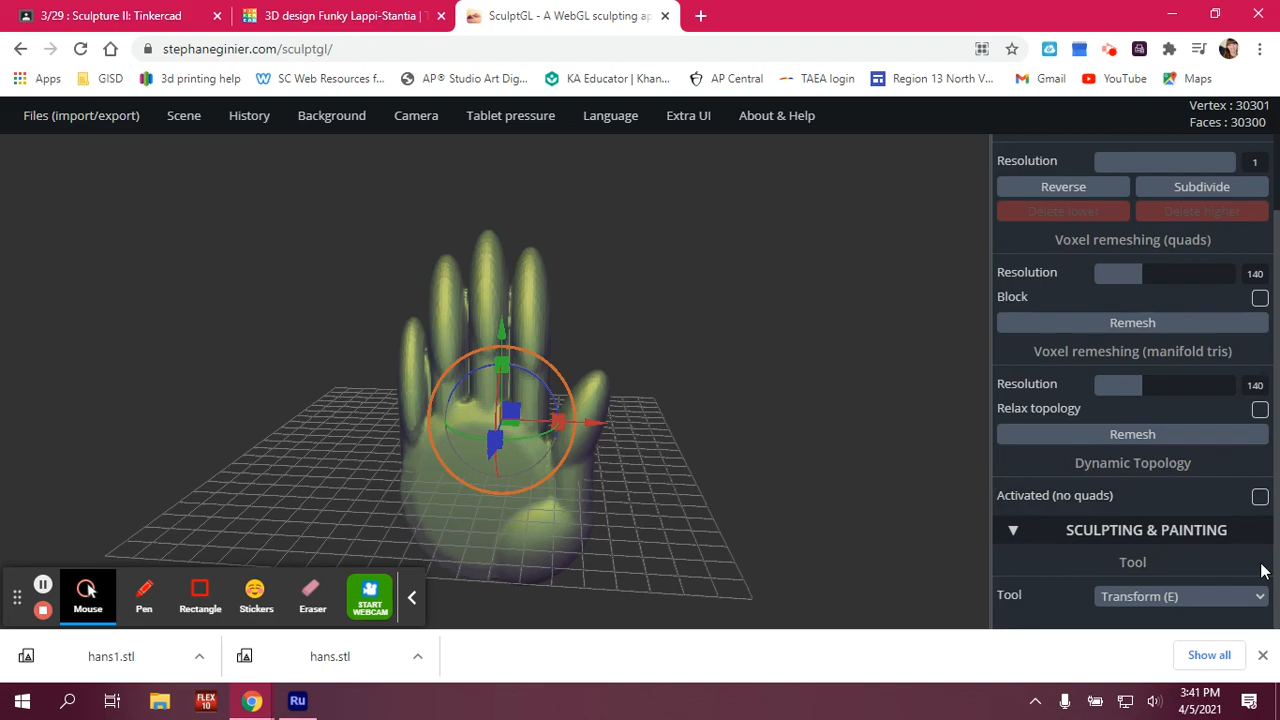 3/29 : Sculpture II: Tinkercad
3D design Funky Lappi-Stantia | T
SculptGL - A WebGL sculpting ap
stephaneginier.com/sculptgl/
Apps
GISD
3d printing help
SC Web Resources f...
AP® Studio Art Dig...
KA Educator | Khan...
AP Central
TAEA login
Region 13 North V...
Gmail
YouTube
Maps
Files (import/export)
Scene
History
Background
Camera
Tablet pressure
Language
Extra UI
About & Help
Vertex : 30301
Faces : 30300
Resolution 1
Reverse Subdivide
Delete lower Delete higher
Voxel remeshing (quads)
Resolution 140
Block
Remesh
Voxel remeshing (manifold tris)
Resolution 140
Relax topology
Remesh
Dynamic Topology
Activated (no quads)
▼ SCULPTING & PAINTING
Tool
Tool Transform (E)
Mouse Pen Rectangle Stickers Eraser
START
WEBCAM
hans1.stl
hans.stl
Show all
FLEX
10
Ru
3:41 PM
4/5/2021